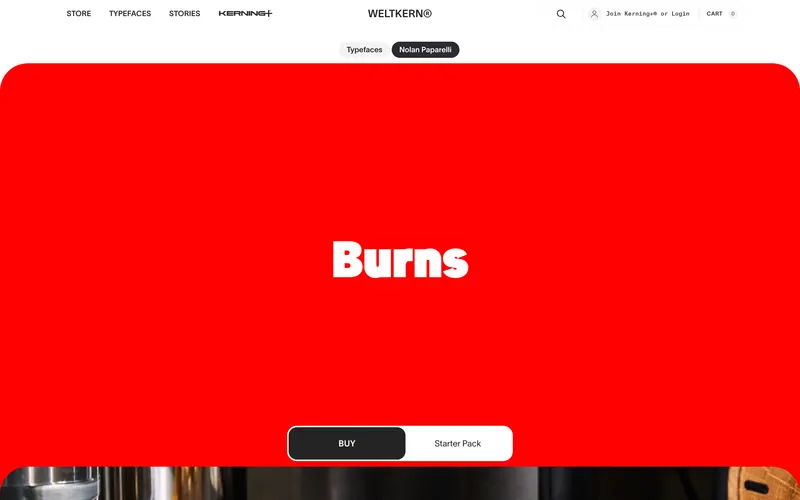 STORE TYPEFACES STORIES KERNING+ WELTKERN® Join Kerning+® or Login CART 0
Typefaces Nolan Paparelli
Burns
BUY Starter Pack